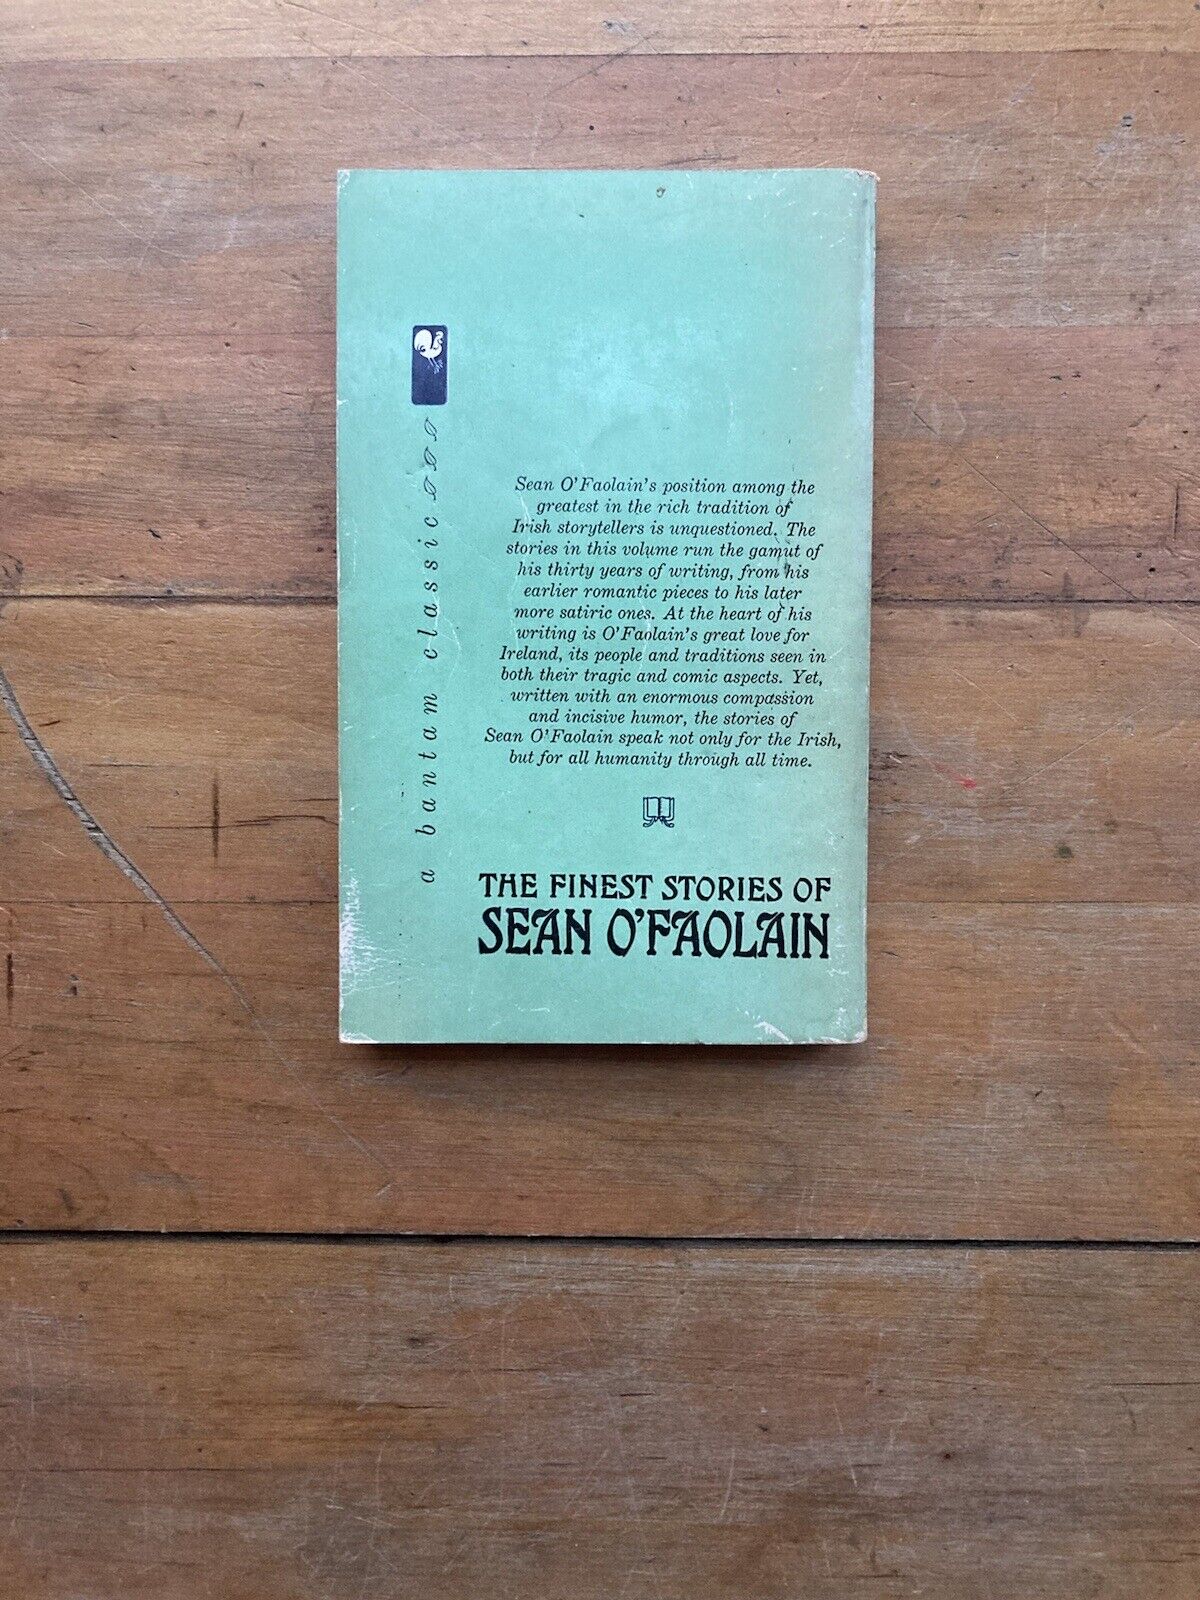 a bantam classic
Sean O'Faolain's position among the
greatest in the rich tradition of
Irish storytellers is unquestioned. The
stories in this volume run the gamut of
his thirty years of writing, from his
earlier romantic pieces to his later
more satiric ones. At the heart of his
writing is O'Faolain's great love for
Ireland, its people and traditions seen in
both their tragic and comic aspects. Yet,
written with an enormous compassion
and incisive humor, the stories of
Sean O'Faolain speak not only for the Irish,
but for all humanity through all time.
THE FINEST STORIES OF
SEAN O'FAOLAIN